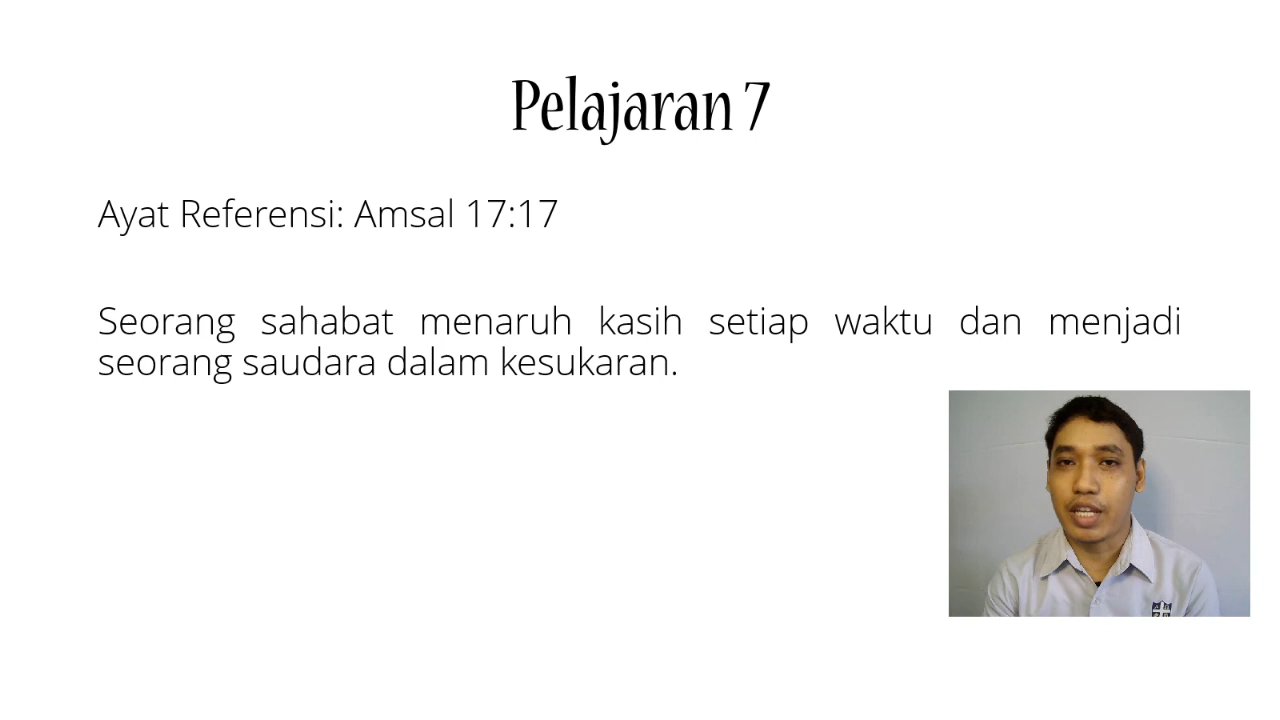 Pelajaran 7
Ayat Referensi: Amsal 17:17
Seorang sahabat menaruh kasih setiap waktu dan menjadi
seorang saudara dalam kesukaran.